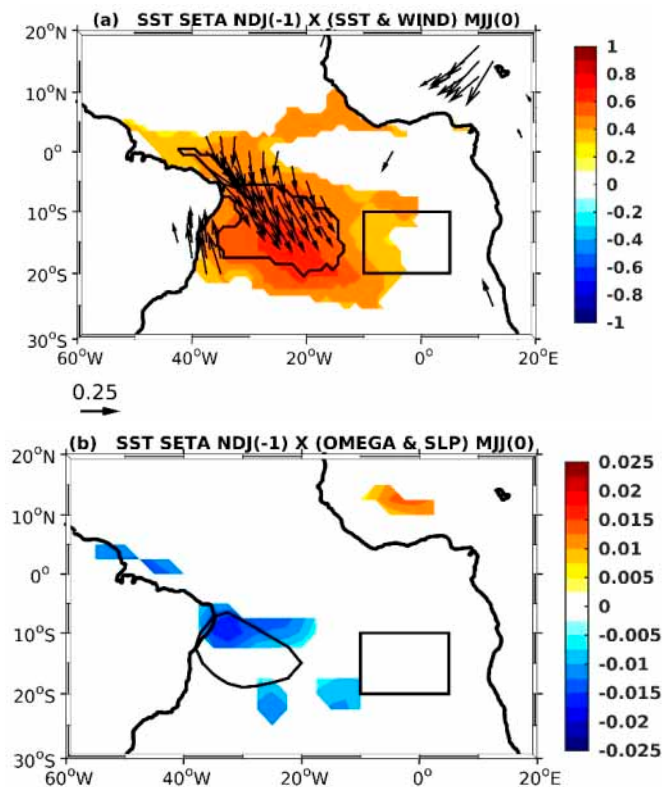 (a) SST SETA NDJ(-1) X (SST & WIND) MJJ(0)
20°N
10°N
0°
10°S
20°S
30°S
60°W 40°W 20°W 0° 20°E
1
0.8
0.6
0.4
0.2
0
-0.2
-0.4
-0.6
-0.8
-1
0.25
(b) SST SETA NDJ(-1) X (OMEGA & SLP) MJJ(0)
20°N
10°N
0°
10°S
20°S
30°S
60°W 40°W 20°W 0° 20°E
0.025
0.02
0.015
0.01
0.005
0
-0.005
-0.01
-0.015
-0.02
-0.025